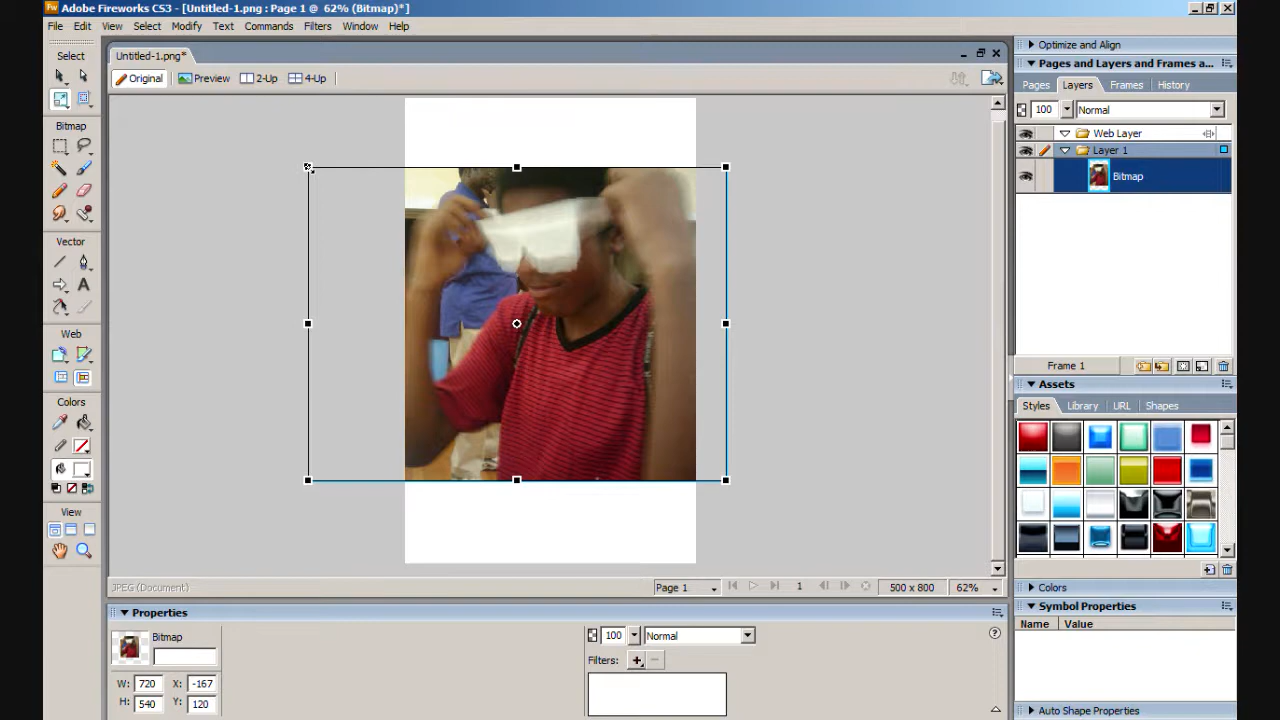 Adobe Fireworks CS3 - [Untitled-1.png : Page 1 @ 62% (Bitmap)*]
File Edit View Select Modify Text Commands Filters Window Help
Select
Bitmap
Vector
Web
Colors
View
Untitled-1.png*
Original Preview 2-Up 4-Up
JPEG (Document)
Page 1 1 500 x 800 62%
Properties
Bitmap
W: 720 X: -167
H: 540 Y: 120
100 Normal
Filters:
Optimize and Align
Pages and Layers and Frames a...
Pages Layers Frames History
100 Normal
Web Layer
Layer 1
Bitmap
Frame 1
Assets
Styles Library URL Shapes
Colors
Symbol Properties
Name Value
Auto Shape Properties